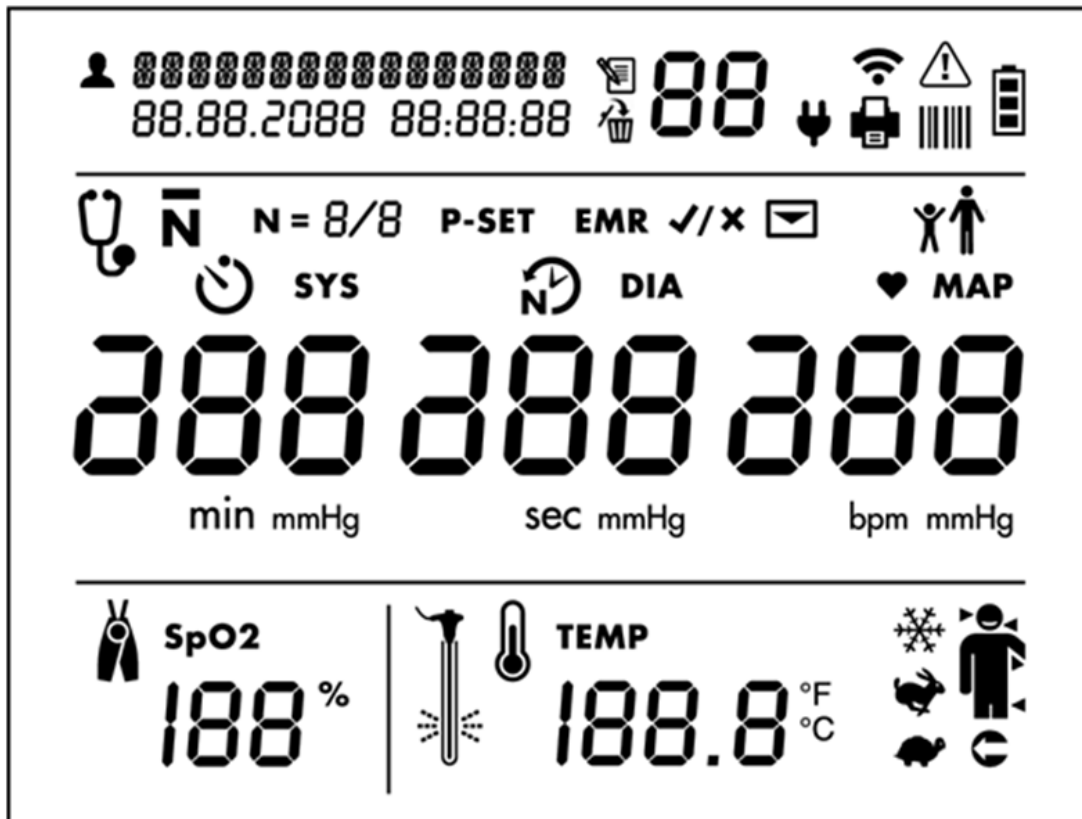 88888888888888888 88
88.88.2088 88:88:88
N N = 8/8 P-SET EMR ✓/✗
SYS N DIA MAP
288 288 288
min mmHg sec mmHg bpm mmHg
SpO2 TEMP
188 % 188.8 °F
°C